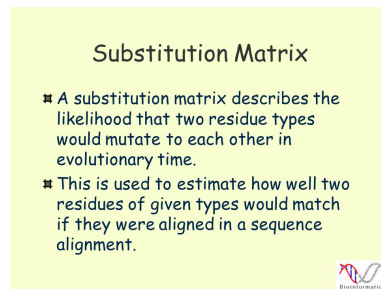 Substitution Matrix
A substitution matrix describes the
likelihood that two residue types
would mutate to each other in
evolutionary time.
This is used to estimate how well two
residues of given types would match
if they were aligned in a sequence
alignment.
Bioinformatic